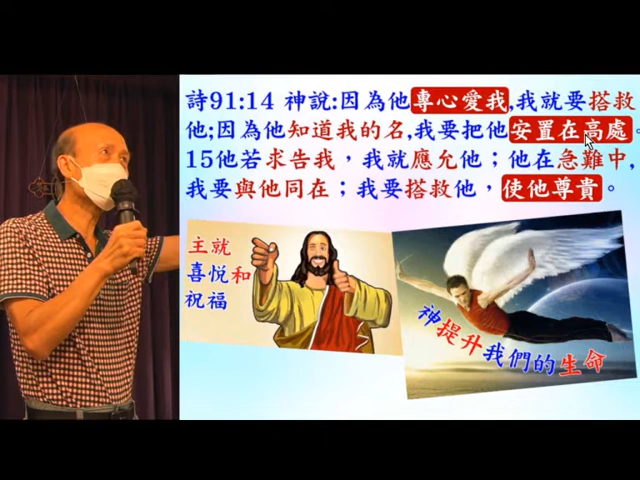 詩91:14 神說:因為他專心愛我,我就要搭救
他;因為他知道我的名,我要把他安置在高處。
15他若求告我,我就應允他;他在急難中,
我要與他同在;我要搭救他,使他尊貴。
主就
喜悅和
祝福
神提升我們的生命